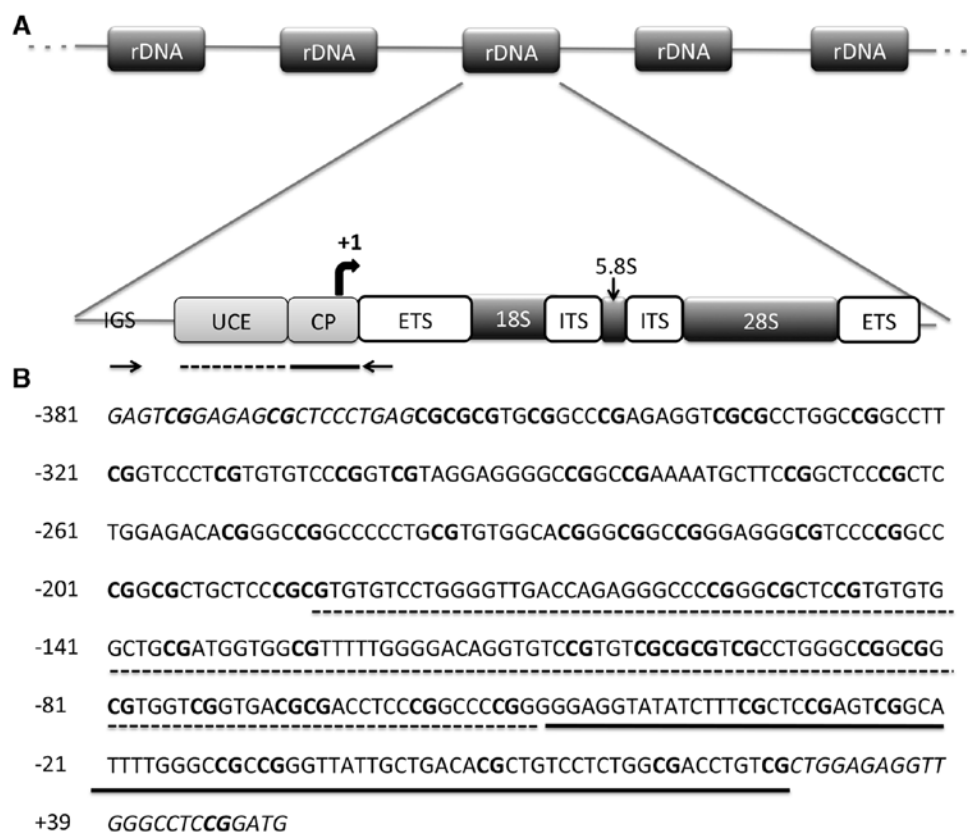 A
rDNA rDNA rDNA rDNA rDNA
+1
5.8S
IGS UCE CP ETS 18S ITS ITS 28S ETS
B
-381 GAGTCGGAGAGCGCTCCCTGAGCGCGCGTGCGGCCCGAGAGGTCGCGCCTGGCCGGCCTT
-321 CGGTCCCTCGTGTGTCCCGGTCGTAGGAGGGGCCGGCCGAAAATGCTTCCGGCTCCCGCTC
-261 TGGAGACACGGGCCGGCCCCCTGCGTGTGGCACGGGCGGCCGGGAGGGCGTCCCCGGCC
-201 CGGCGCTGCTCCCGCGTGTGTCCTGGGGTTGACCAGAGGGCCCCGGGCGCTCCGTGTGTG
-141 GCTGCGATGGTGGCGTTTTTGGGGACAGGTGTCCGTGTCGCGCGTCGCCTGGGCCGGCGG
-81 CGTGGTCGGTGACGCGACCTCCCGGCCCCGGGGGAGGTATATCTTTCGCTCCGAGTCGGCA
-21 TTTTGGGCCGCCGGGTTATTGCTGACACGCTGTCCTCTGGCGACCTGTCGCTGGAGAGGTT
+39 GGGCCTCCGGATG